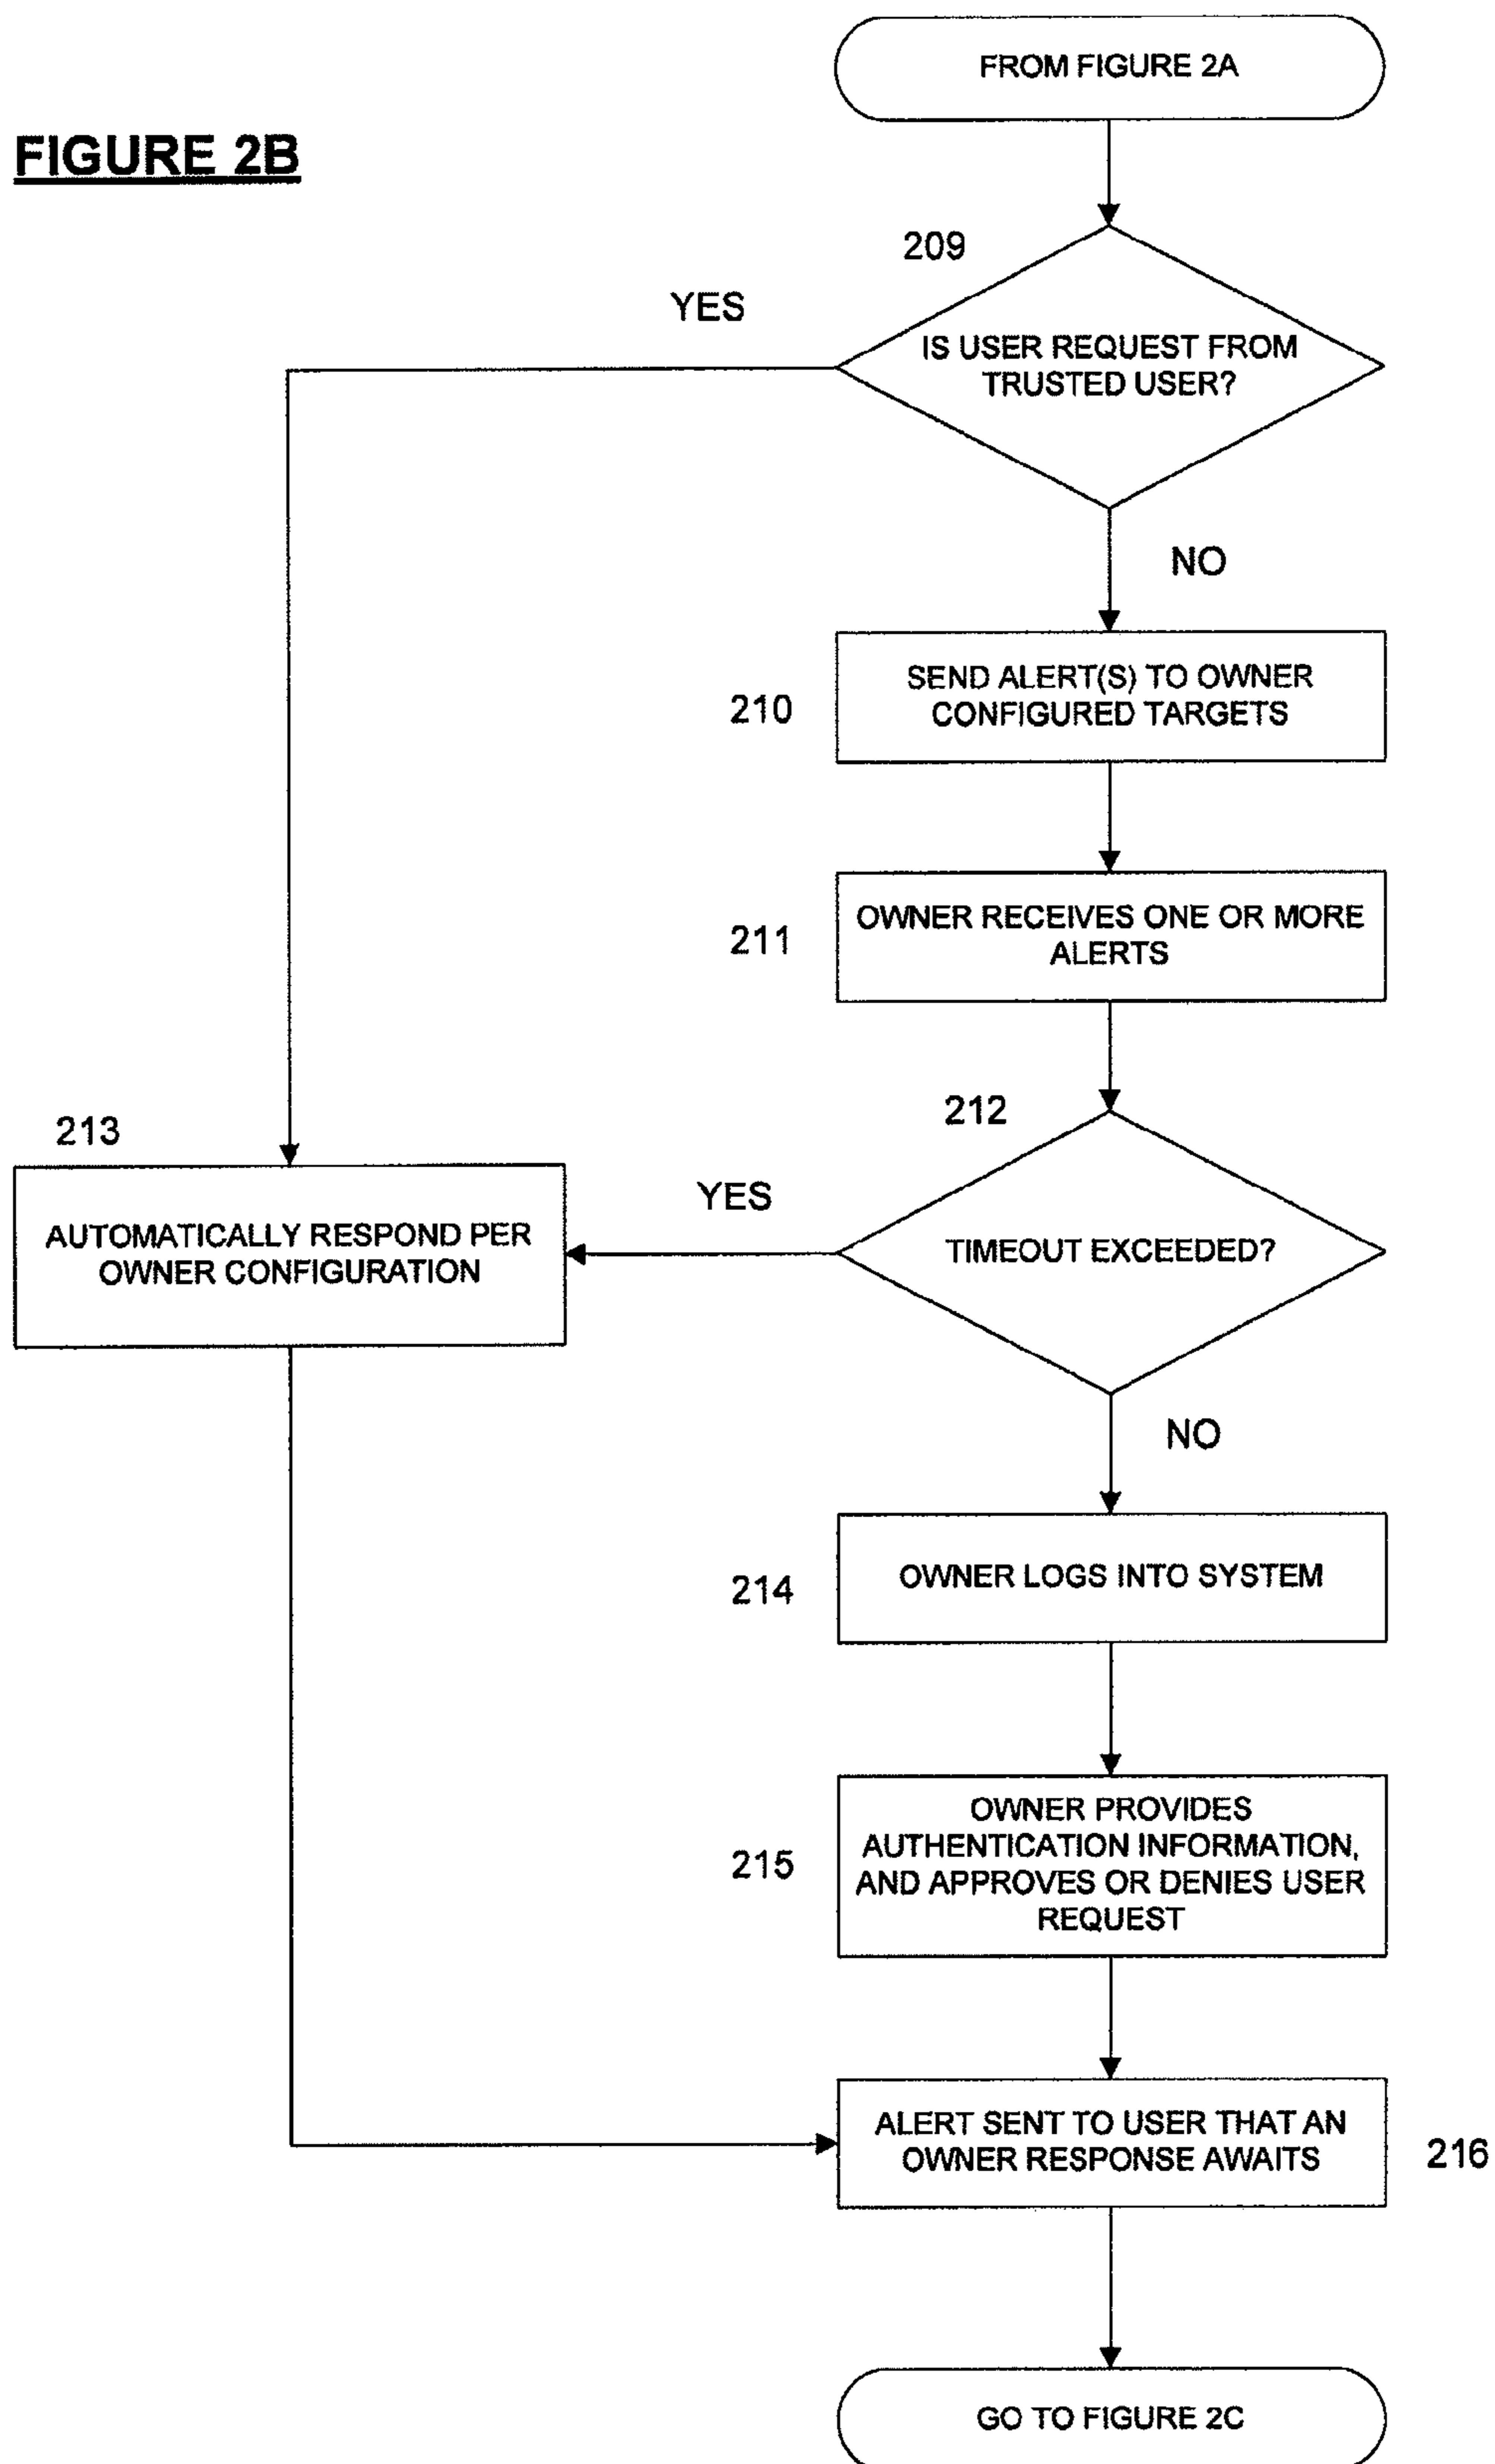 FROM FIGURE 2A
FIGURE 2B
209
YES
IS USER REQUEST FROM
TRUSTED USER?
NO
SEND ALERT(S) TO OWNER
CONFIGURED TARGETS
210
OWNER RECEIVES ONE OR MORE
ALERTS
211
212
213
YES
AUTOMATICALLY RESPOND PER
OWNER CONFIGURATION
TIMEOUT EXCEEDED?
NO
OWNER LOGS INTO SYSTEM
214
OWNER PROVIDES
AUTHENTICATION INFORMATION,
AND APPROVES OR DENIES USER
REQUEST
215
ALERT SENT TO USER THAT AN
OWNER RESPONSE AWAITS
216
GO TO FIGURE 2C